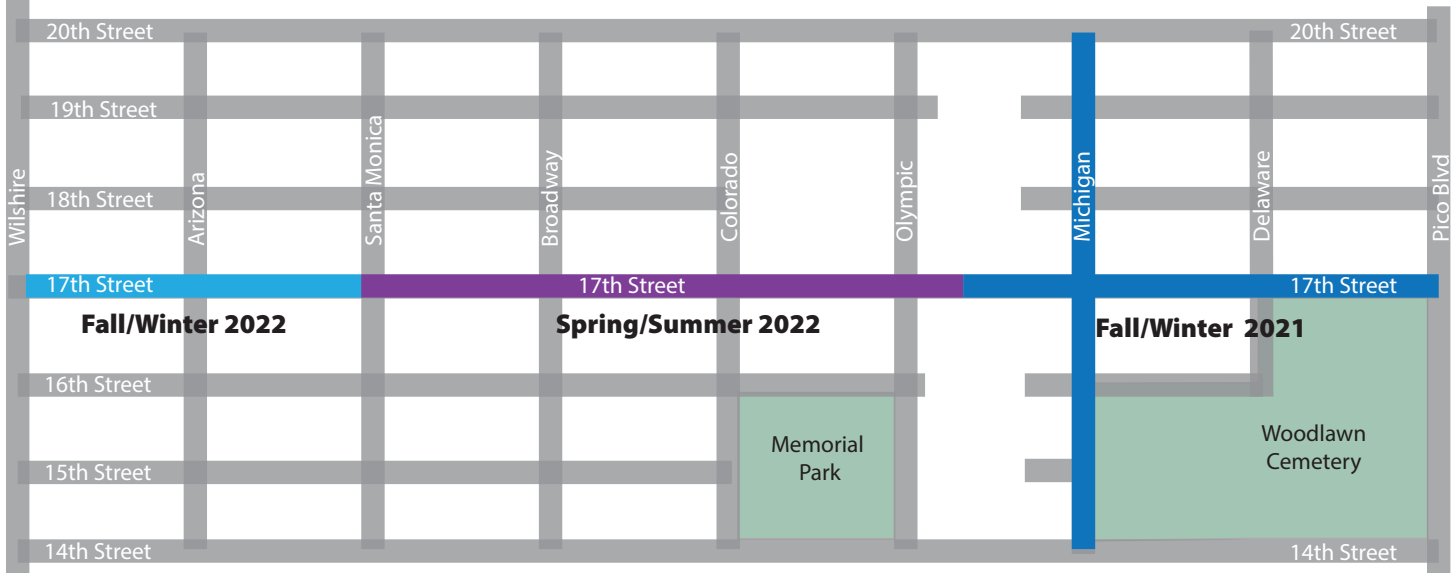 20th Street
20th Street
19th Street
Wilshire
Arizona
Santa Monica
Broadway
Colorado
Olympic
Michigan
Delaware
Pico Blvd
18th Street
17th Street
17th Street
17th Street
Fall/Winter 2022
Spring/Summer 2022
Fall/Winter 2021
16th Street
Memorial
Park
Woodlawn
Cemetery
15th Street
14th Street
14th Street